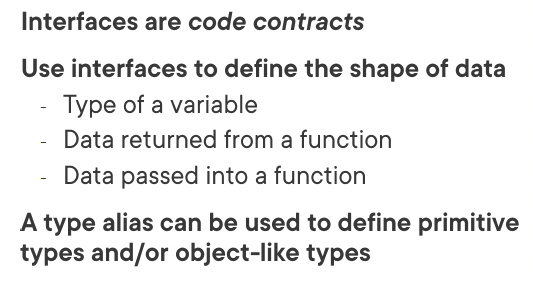 Interfaces are code contracts
Use interfaces to define the shape of data
- Type of a variable
- Data returned from a function
- Data passed into a function
A type alias can be used to define primitive
types and/or object-like types